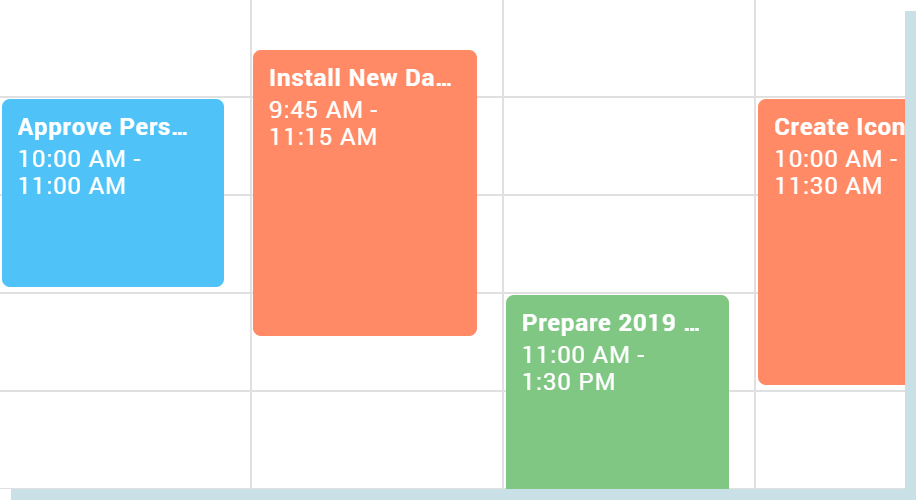 Approve Pers...
10:00 AM -
11:00 AM
Install New Da...
9:45 AM -
11:15 AM
Prepare 2019 ...
11:00 AM -
1:30 PM
Create Icon
10:00 AM -
11:30 AM